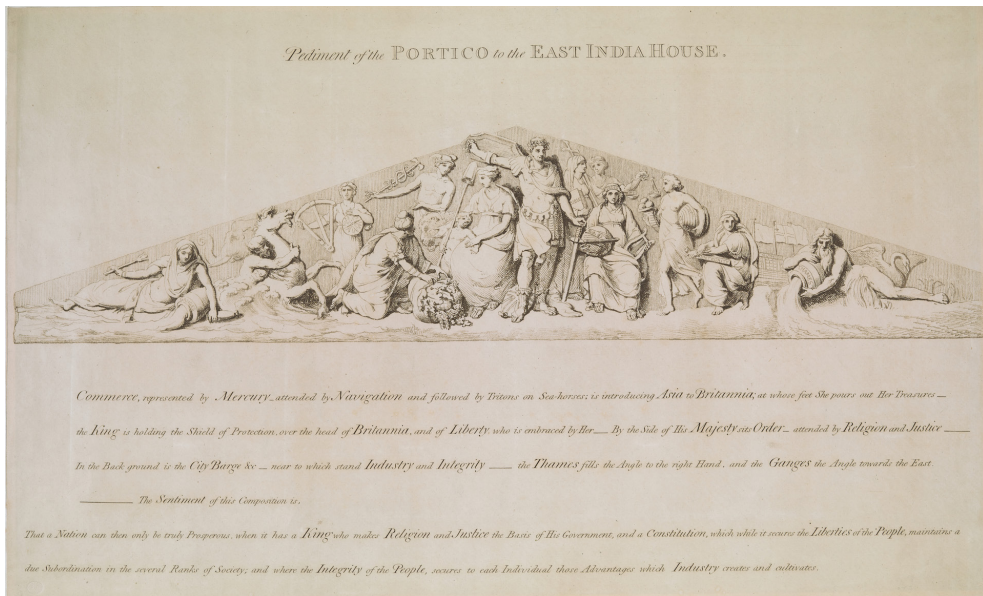 Pediment of the PORTICO to the EAST INDIA HOUSE.
Commerce, represented by Mercury, attended by Navigation and followed by Tritons on Sea-horses; is introducing Asia to Britannia; at whose feet She pours out Her Treasures —
the King is holding the Shield of Protection, over the head of Britannia, and of Liberty who is embraced by Her — By the Side of His Majesty sits Order — attended by Religion and Justice —
In the Back ground is the City Barge &c — near to which stand Industry and Integrity — the Thames fills the Angle to the right Hand, and the Ganges the Angle towards the East
— The Sentiment of this Composition is.
That a Nation can then only be truly Prosperous, when it has a King who makes Religion and Justice the Basis of His Government, and a Constitution, which while it secures the Liberties of the People, maintains a
due Subordination in the several Ranks of Society; and where the Integrity of the People, secures to each Individual those Advantages, which Industry creates and cultivates.